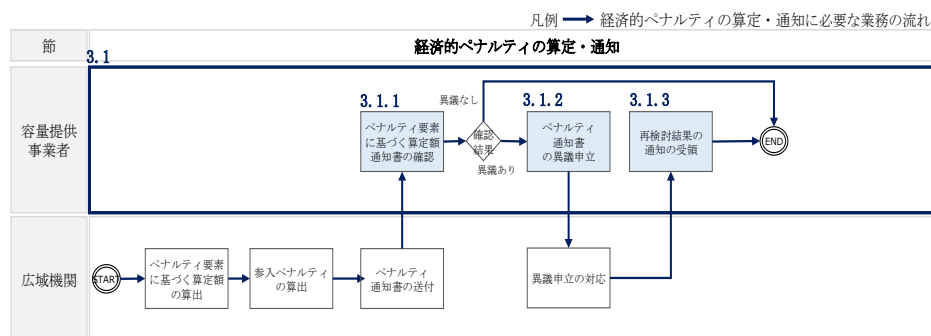 凡例 経済的ペナルティの算定・通知に必要な業務の流れ
節
経済的ペナルティの算定・通知
3.1
容量提供
事業者
3.1.1
ペナルティ要素
に基づく算定額
通知書の確認
異議なし
確認
結果
異議あり
3.1.2
ペナルティ
通知書
の異議申立
3.1.3
再検討結果の
通知の受領
END
広域機関
START
ペナルティ要素
に基づく算定額
の算出
参入ペナルティ
の算出
ペナルティ
通知書の送付
異議申立の対応